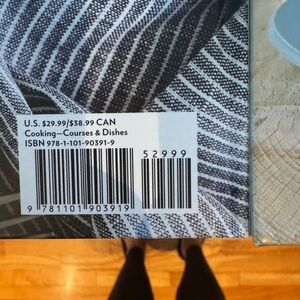 U.S. $29.99/$38.99 CAN
Cooking—Courses & Dishes
ISBN 978-1-101-90391-9
52999
9 781101 903919